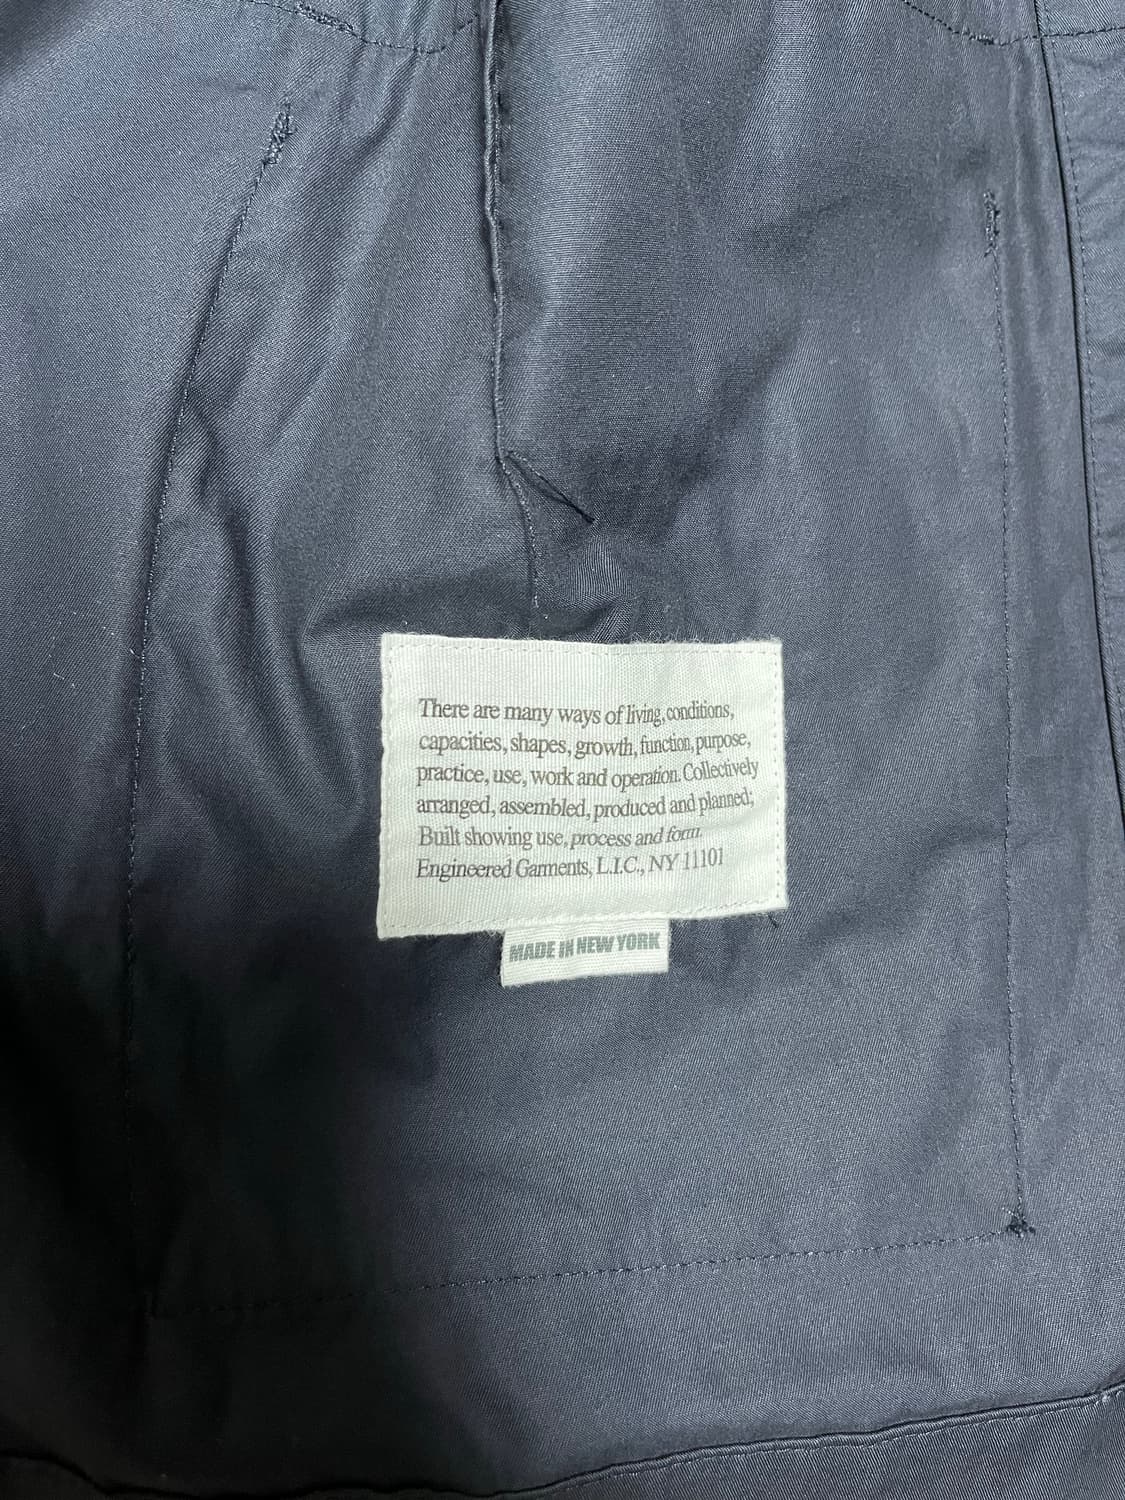 There are many ways of living, conditions,
capacities, shapes, growth, function, purpose,
practice, use, work and operation. Collectively
arranged, assembled, produced and planned;
Built showing use, process and form.
Engineered Garments, L.I.C., NY 11101
MADE IN NEW YORK